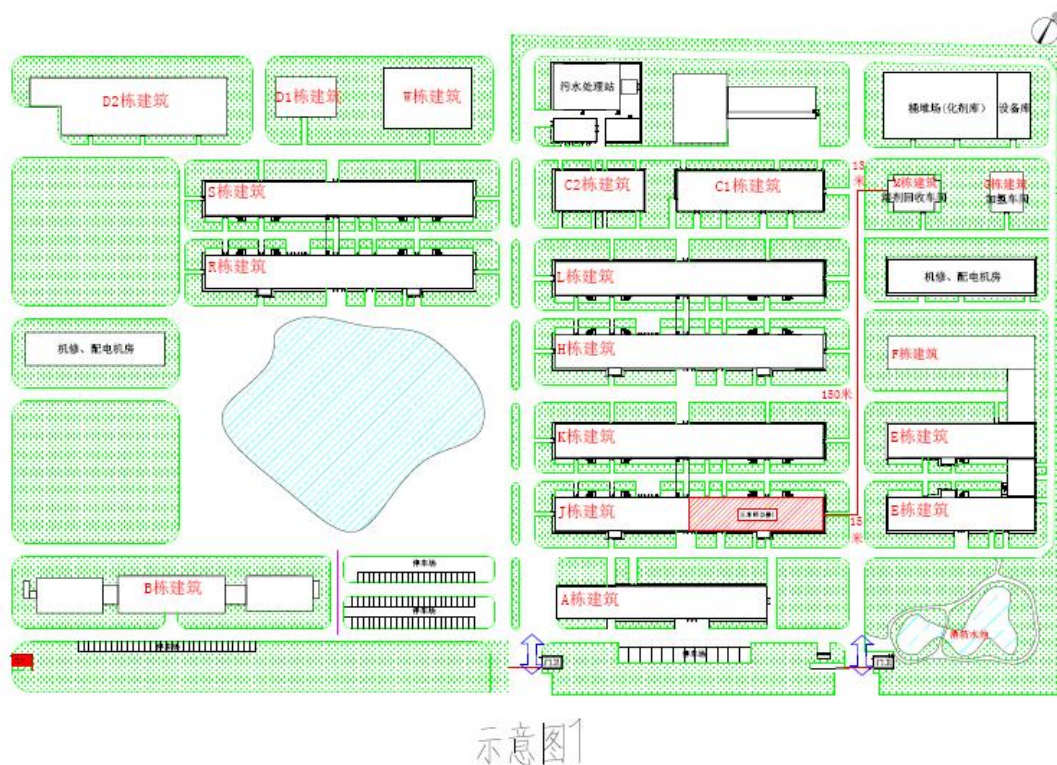 D2栋建筑
D1栋建筑
W栋建筑
污水处理站
桶堆场(化剂库)
设备库
S栋建筑
C2栋建筑
C1栋建筑
13
米
M栋建筑
溶剂回收车间
G栋建筑
加氢车间
R栋建筑
L栋建筑
机修、配电机房
机修、配电机房
H栋建筑
F栋建筑
150米
K栋建筑
E栋建筑
J栋建筑
15
米
E栋建筑
B栋建筑
停车场
停车场
A栋建筑
消防水池
停车场
门卫
停车场
门卫
示意图1